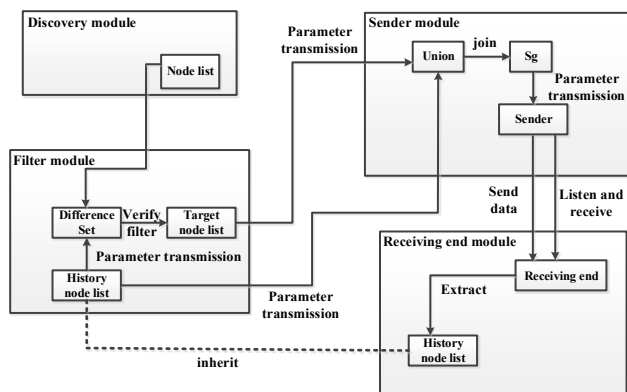 Discovery module
Node list
Parameter
transmission
Sender module
Union
join
Sg
Parameter
transmission
Sender
Filter module
Difference
Set
Verify
filter
Target
node list
Parameter transmission
History
node list
Parameter
transmission
Send
data
Listen and
receive
Receiving end module
Receiving end
Extract
History
node list
inherit